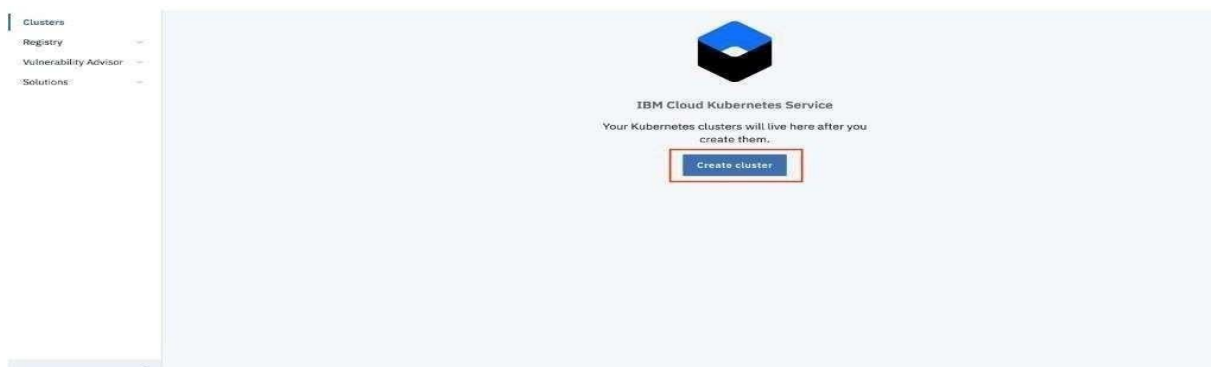 Clusters
Registry
Vulnerability Advisor
Solutions
IBM Cloud Kubernetes Service
Your Kubernetes clusters will live here after you
create them.
Create cluster